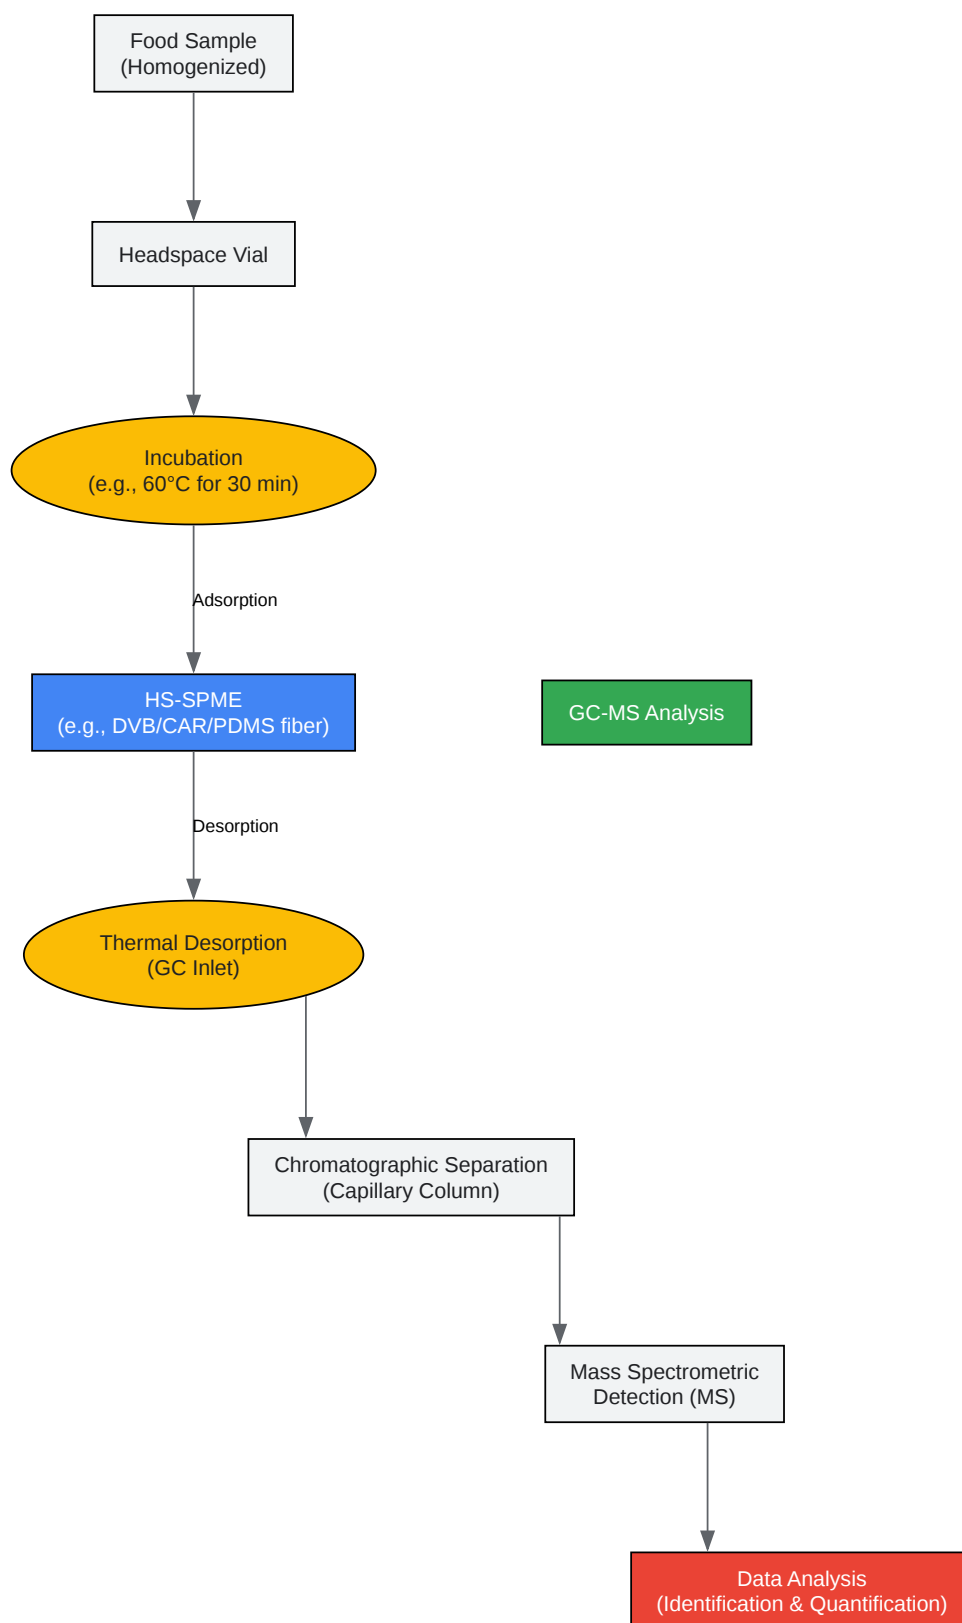 Food Sample
(Homogenized)
Headspace Vial
Incubation
(e.g., 60°C for 30 min)
Adsorption
HS-SPME
(e.g., DVB/CAR/PDMS fiber)
GC-MS Analysis
Desorption
Thermal Desorption
(GC Inlet)
Chromatographic Separation
(Capillary Column)
Mass Spectrometric
Detection (MS)
Data Analysis
(Identification & Quantification)